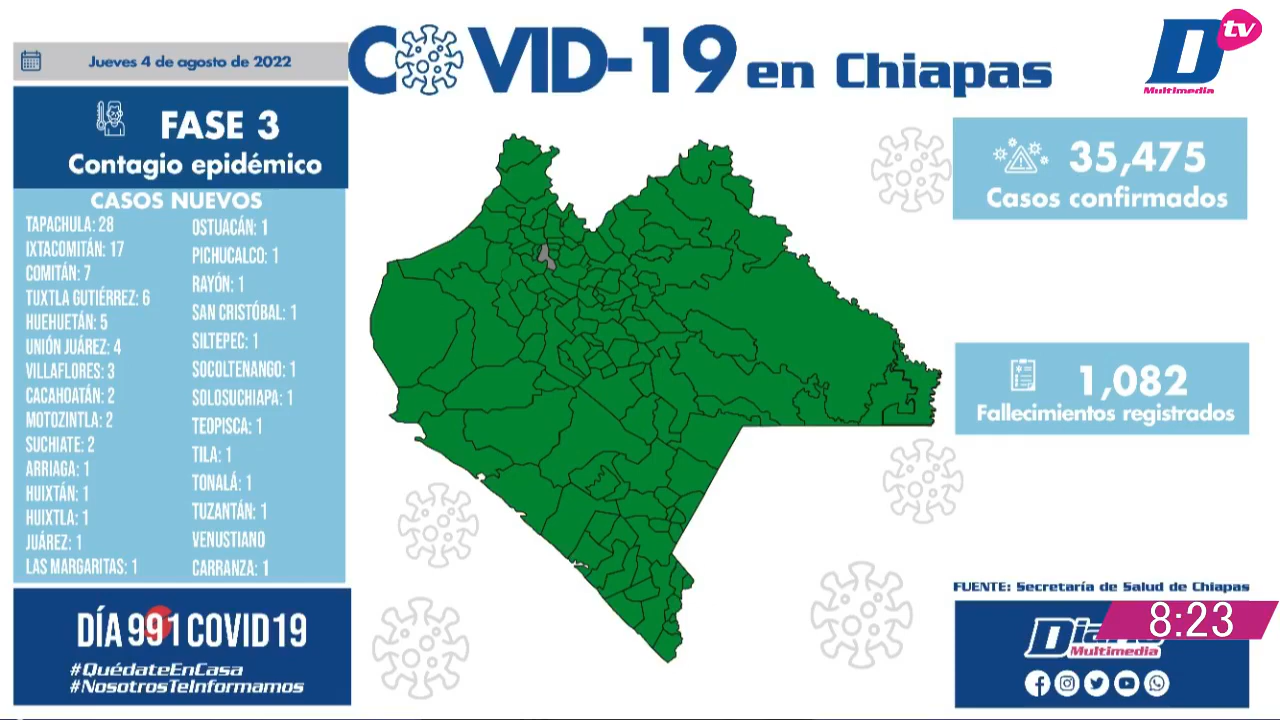 Jueves 4 de agosto de 2022
COVID-19 en Chiapas
D tv
Multimedia
FASE 3
Contagio epidémico
CASOS NUEVOS
TAPACHULA: 28
IXTACOMITÁN: 17
COMITÁN: 7
TUXTLA GUTIÉRREZ: 6
HUEHUETÁN: 5
UNIÓN JUÁREZ: 4
VILLAFLORES: 3
CACAHOATÁN: 2
MOTOZINTLA: 2
SUCHIATE: 2
ARRIAGA: 1
HUIXTÁN: 1
HUIXTLA: 1
JUÁREZ: 1
LAS MARGARITAS: 1
OSTUACÁN: 1
PICHUCALCO: 1
RAYÓN: 1
SAN CRISTÓBAL: 1
SILTEPEC: 1
SOCOLTENANGO: 1
SOLOSUCHIAPA: 1
TEOPISCA: 1
TILA: 1
TONALÁ: 1
TUZANTÁN: 1
VENUSTIANO
CARRANZA: 1
35,475
Casos confirmados
1,082
Fallecimientos registrados
DÍA 991 COVID19
#QuédateEnCasa
#NosotrosTeInformamos
FUENTE: Secretaría de Salud de Chiapas
8:23
Multimedia